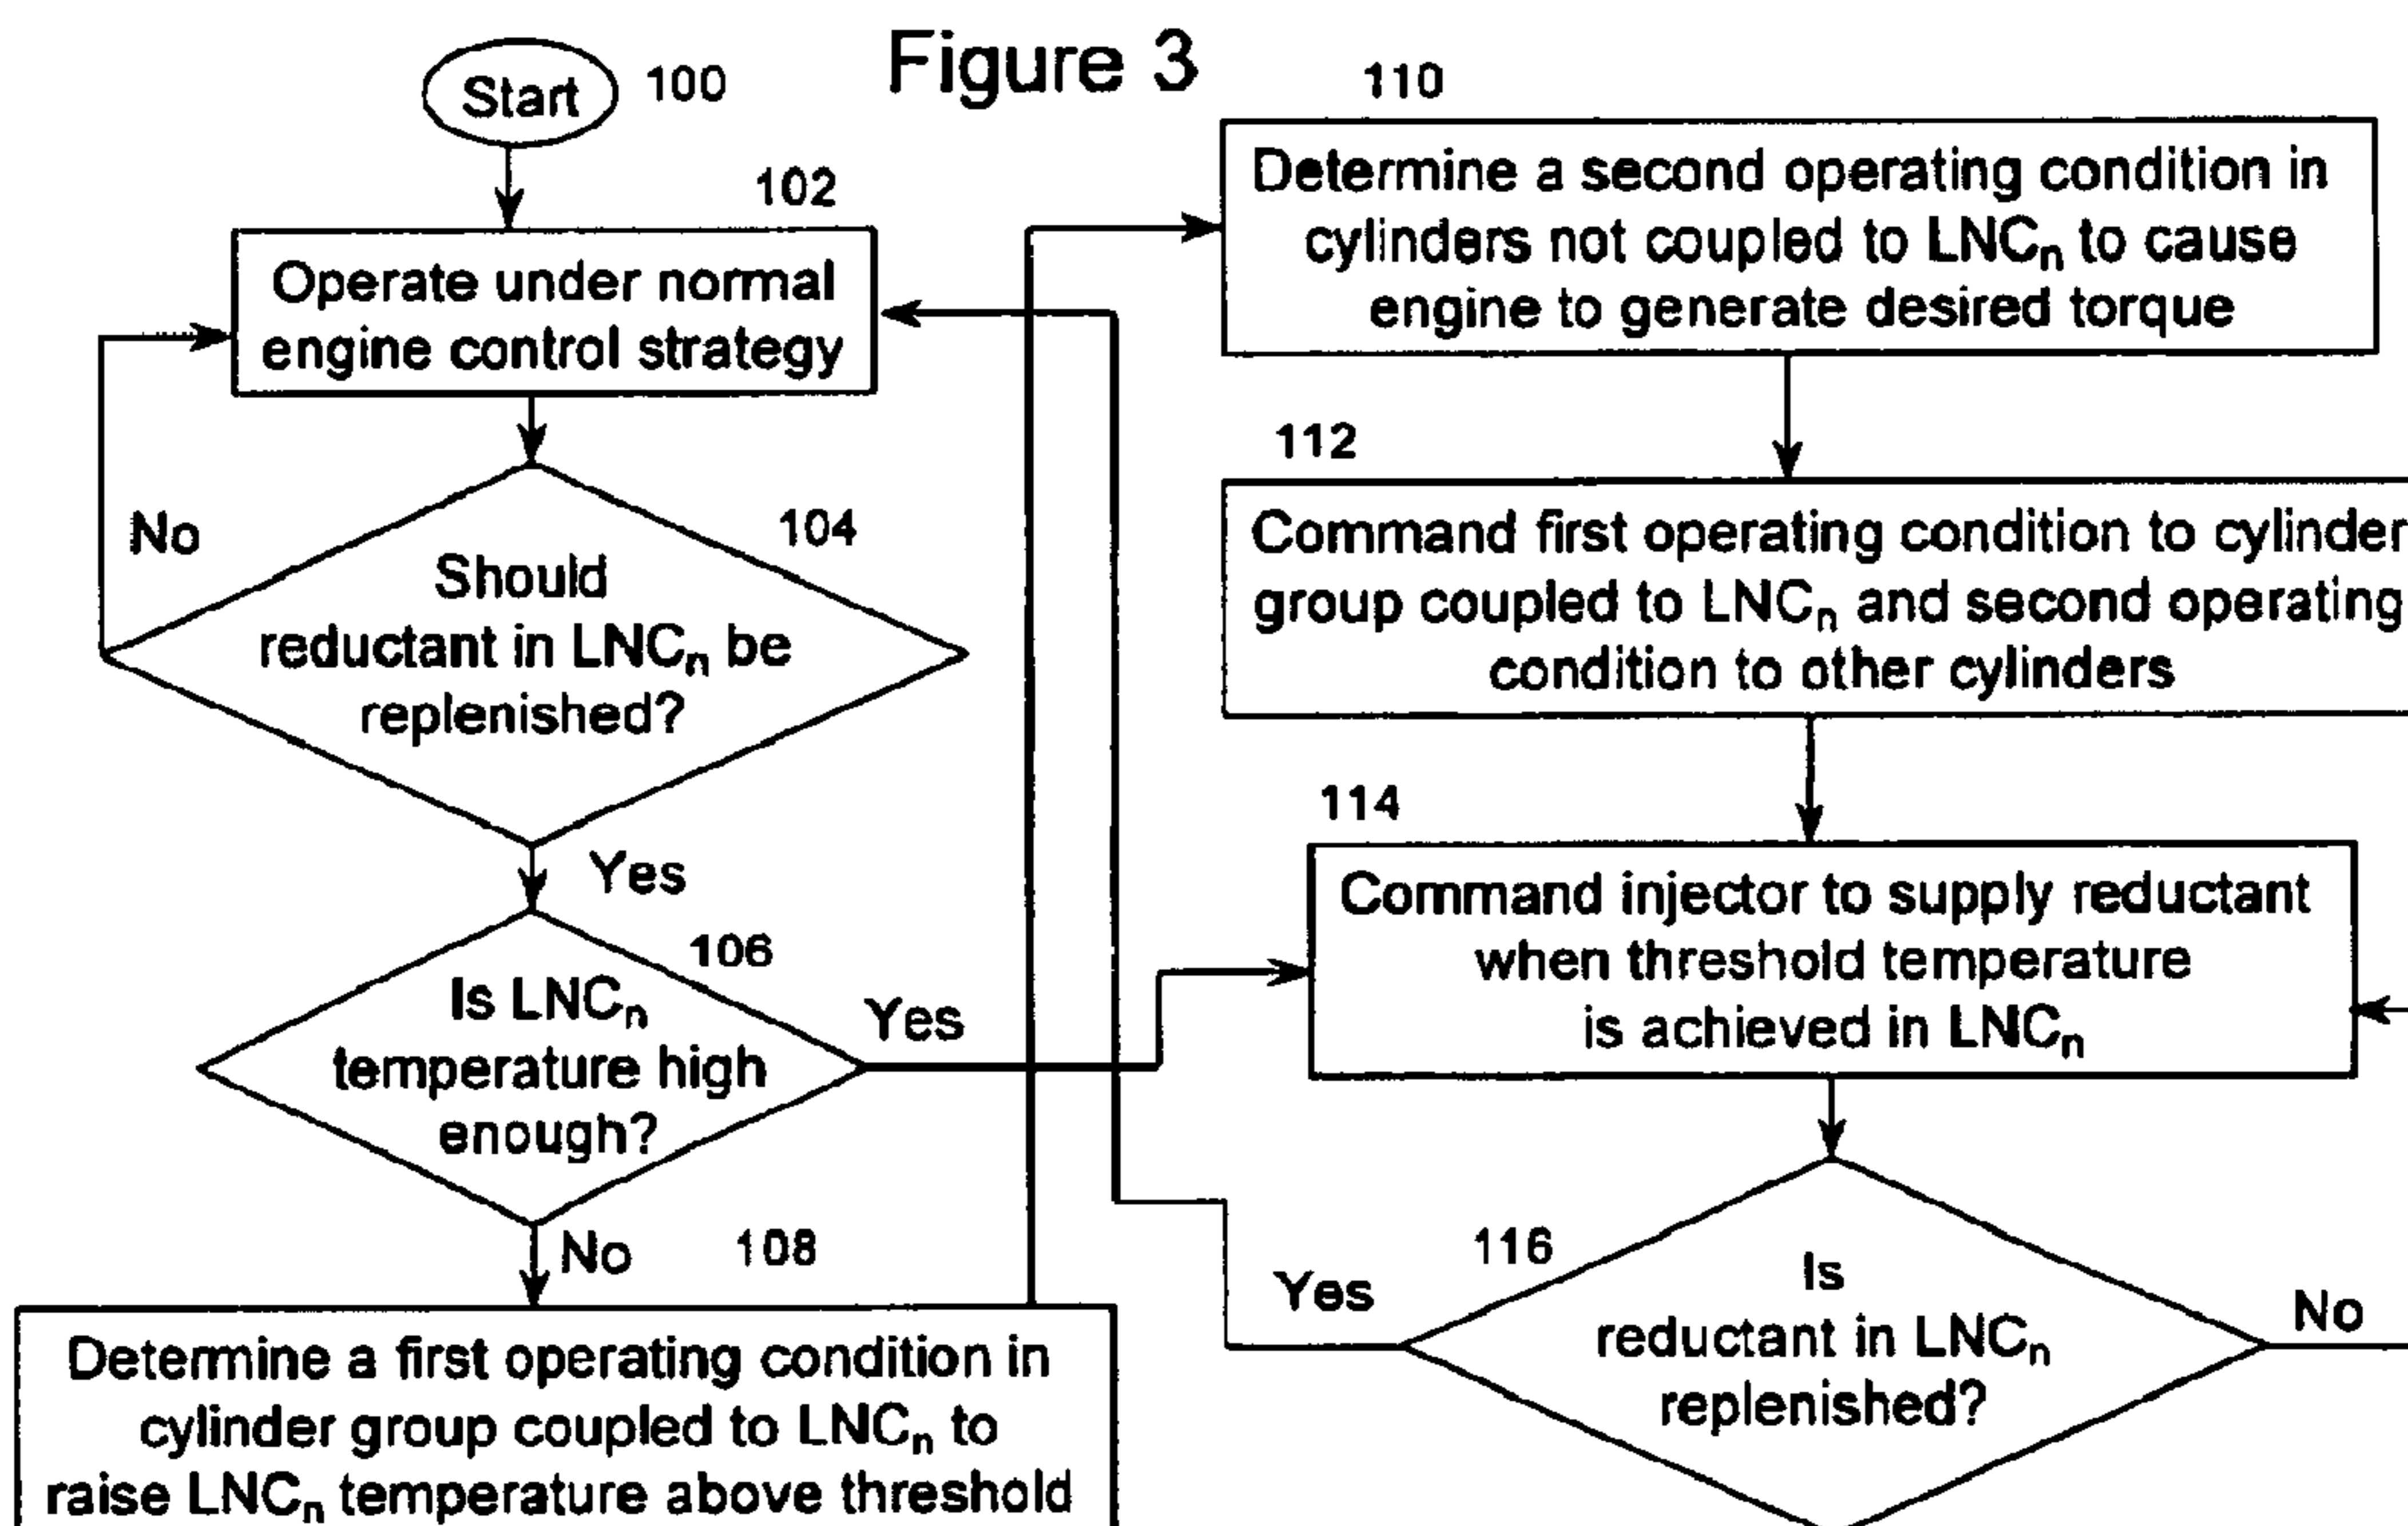 Figure 3
Start
100
102
Operate under normal
engine control strategy
No
104
Should
reductant in LNCn be
replenished?
Yes
106
Is LNCn
temperature high
enough?
Yes
No
108
Determine a first operating condition in
cylinder group coupled to LNCn to
raise LNCn temperature above threshold
110
Determine a second operating condition in
cylinders not coupled to LNCn to cause
engine to generate desired torque
112
Command first operating condition to cylinder
group coupled to LNCn and second operating
condition to other cylinders
114
Command injector to supply reductant
when threshold temperature
is achieved in LNCn
116
Is
reductant in LNCn
replenished?
Yes
No